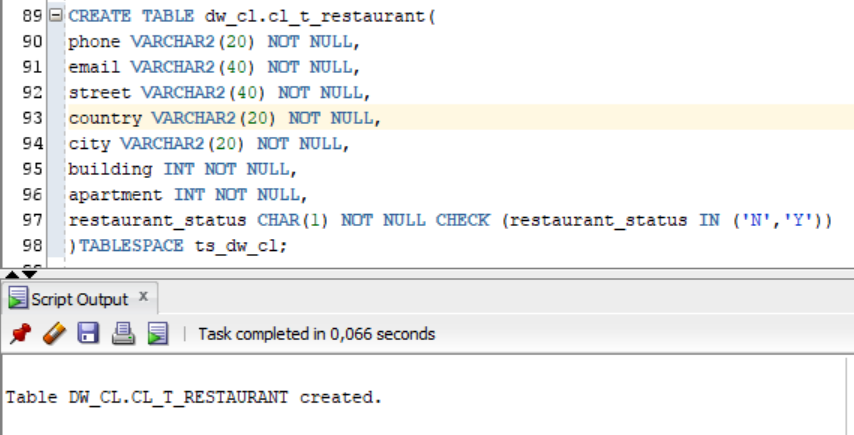 89 CREATE TABLE dw_cl.cl_t_restaurant(
90 phone VARCHAR2(20) NOT NULL,
91 email VARCHAR2(40) NOT NULL,
92 street VARCHAR2(40) NOT NULL,
93 country VARCHAR2(20) NOT NULL,
94 city VARCHAR2(20) NOT NULL,
95 building INT NOT NULL,
96 apartment INT NOT NULL,
97 restaurant_status CHAR(1) NOT NULL CHECK (restaurant_status IN ('N','Y'))
98 )TABLESPACE ts_dw_cl;
Script Output x
Task completed in 0,066 seconds
Table DW_CL.CL_T_RESTAURANT created.